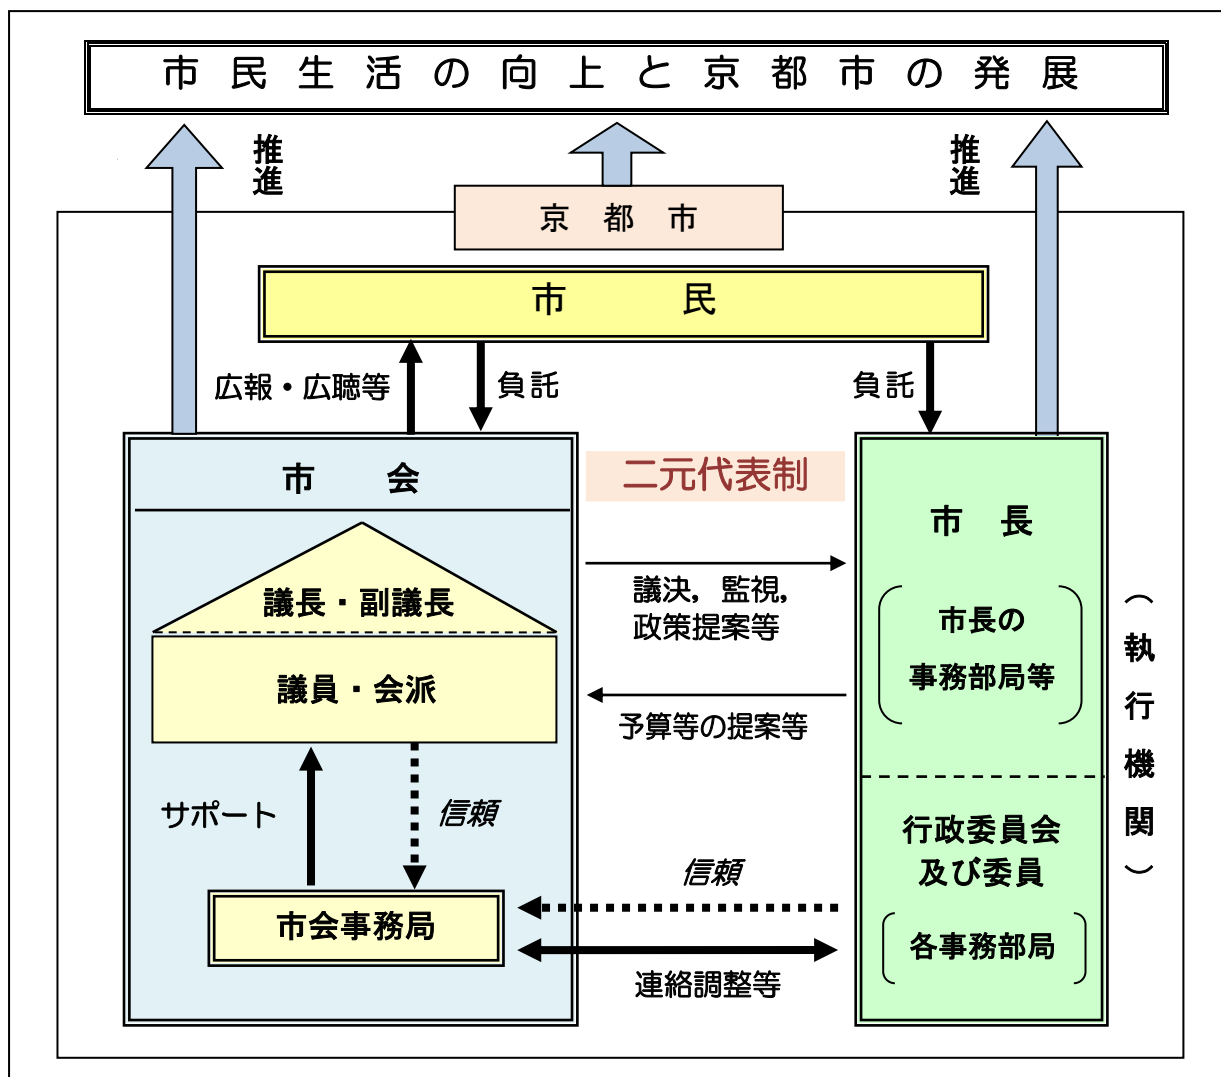 市民生活の向上と京都市の発展
推進
推進
京都市
市民
広報・広聴等
負託
負託
市会
二元代表制
市長
議長・副議長
議決，監視，
政策提案等
市長の
事務部局等
（執行機関）
議員・会派
予算等の提案等
サポート
信頼
行政委員会
及び委員
信頼
市会事務局
各事務部局
連絡調整等